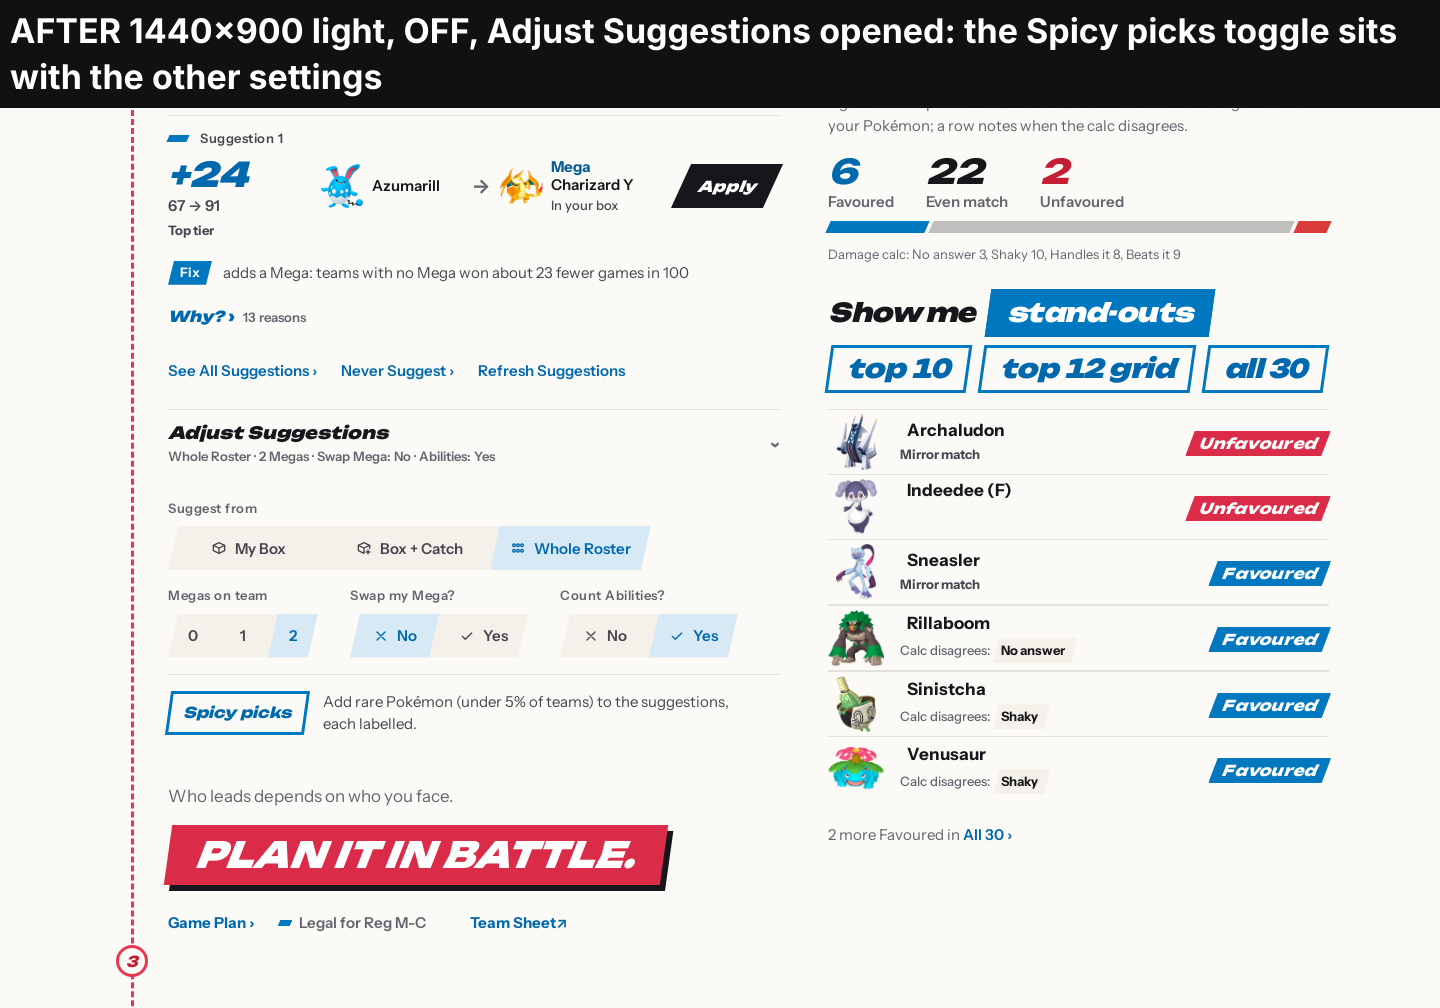 AFTER 1440×900 light, OFF, Adjust Suggestions opened: the Spicy picks toggle sits
with the other settings
Suggestion 1
+24
67 → 91
Top tier
Azumarill
→
Mega
Charizard Y
In your box
Apply
Fix
adds a Mega: teams with no Mega won about 23 fewer games in 100
Why? ›
13 reasons
See All Suggestions ›
Never Suggest ›
Refresh Suggestions
Adjust Suggestions
Whole Roster · 2 Megas · Swap Mega: No · Abilities: Yes
Suggest from
My Box
Box + Catch
Whole Roster
Megas on team
Swap my Mega?
Count Abilities?
0
1
2
No
Yes
No
Yes
Spicy picks
Add rare Pokémon (under 5% of teams) to the suggestions,
each labelled.
Who leads depends on who you face.
PLAN IT IN BATTLE.
Game Plan ›
Legal for Reg M-C
Team Sheet↗
3
your Pokémon; a row notes when the calc disagrees.
6
22
2
Favoured
Even match
Unfavoured
Damage calc: No answer 3, Shaky 10, Handles it 8, Beats it 9
Show me
stand-outs
top 10
top 12 grid
all 30
Archaludon
Mirror match
Unfavoured
Indeedee (F)
Unfavoured
Sneasler
Mirror match
Favoured
Rillaboom
Calc disagrees: No answer
Favoured
Sinistcha
Calc disagrees: Shaky
Favoured
Venusaur
Calc disagrees: Shaky
Favoured
2 more Favoured in All 30 ›